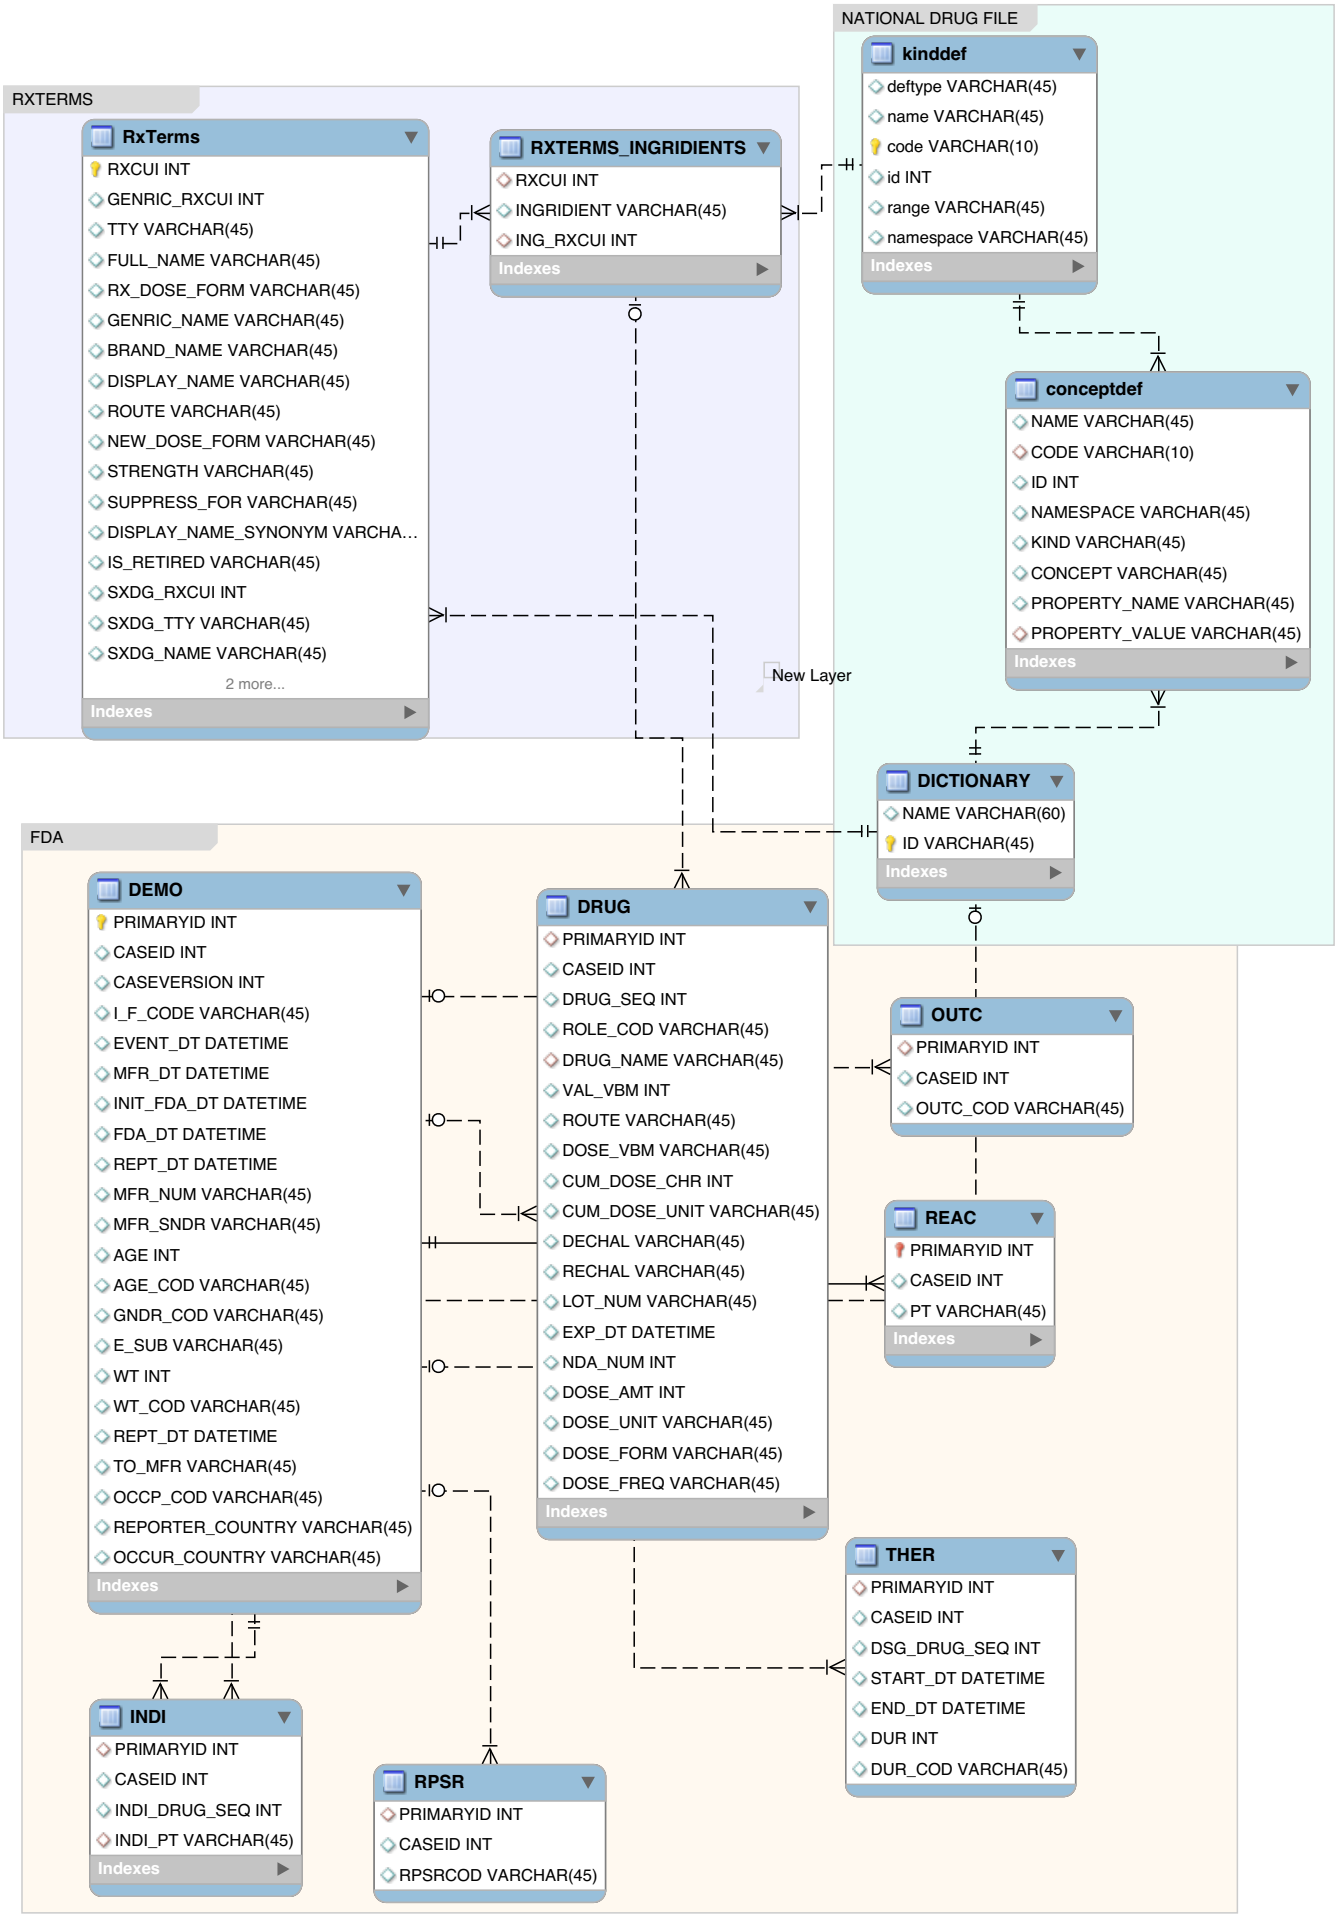 NATIONAL DRUG FILE
kinddef
deftype VARCHAR(45)
name VARCHAR(45)
code VARCHAR(10)
id INT
range VARCHAR(45)
namespace VARCHAR(45)
Indexes
RXTERMS
RxTerms
RXCUI INT
GENRIC_RXCUI INT
TTY VARCHAR(45)
FULL_NAME VARCHAR(45)
RX_DOSE_FORM VARCHAR(45)
GENRIC_NAME VARCHAR(45)
BRAND_NAME VARCHAR(45)
DISPLAY_NAME VARCHAR(45)
ROUTE VARCHAR(45)
NEW_DOSE_FORM VARCHAR(45)
STRENGTH VARCHAR(45)
SUPPRESS_FOR VARCHAR(45)
DISPLAY_NAME_SYNONYM VARCHA...
IS_RETIRED VARCHAR(45)
SXDG_RXCUI INT
SXDG_TTY VARCHAR(45)
SXDG_NAME VARCHAR(45)
2 more...
Indexes
RXTERMS_INGRIDIENTS
RXCUI INT
INGRIDIENT VARCHAR(45)
ING_RXCUI INT
Indexes
conceptdef
NAME VARCHAR(45)
CODE VARCHAR(10)
ID INT
NAMESPACE VARCHAR(45)
KIND VARCHAR(45)
CONCEPT VARCHAR(45)
PROPERTY_NAME VARCHAR(45)
PROPERTY_VALUE VARCHAR(45)
Indexes
New Layer
DICTIONARY
NAME VARCHAR(60)
ID VARCHAR(45)
Indexes
FDA
DEMO
PRIMARYID INT
CASEID INT
CASEVERSION INT
I_F_CODE VARCHAR(45)
EVENT_DT DATETIME
MFR_DT DATETIME
INIT_FDA_DT DATETIME
FDA_DT DATETIME
REPT_DT DATETIME
MFR_NUM VARCHAR(45)
MFR_SNDR VARCHAR(45)
AGE INT
AGE_COD VARCHAR(45)
GNDR_COD VARCHAR(45)
E_SUB VARCHAR(45)
WT INT
WT_COD VARCHAR(45)
REPT_DT DATETIME
TO_MFR VARCHAR(45)
OCCP_COD VARCHAR(45)
REPORTER_COUNTRY VARCHAR(45)
OCCUR_COUNTRY VARCHAR(45)
Indexes
DRUG
PRIMARYID INT
CASEID INT
DRUG_SEQ INT
ROLE_COD VARCHAR(45)
DRUG_NAME VARCHAR(45)
VAL_VBM INT
ROUTE VARCHAR(45)
DOSE_VBM VARCHAR(45)
CUM_DOSE_CHR INT
CUM_DOSE_UNIT VARCHAR(45)
DECHAL VARCHAR(45)
RECHAL VARCHAR(45)
LOT_NUM VARCHAR(45)
EXP_DT DATETIME
NDA_NUM INT
DOSE_AMT INT
DOSE_UNIT VARCHAR(45)
DOSE_FORM VARCHAR(45)
DOSE_FREQ VARCHAR(45)
Indexes
OUTC
PRIMARYID INT
CASEID INT
OUTC_COD VARCHAR(45)
REAC
PRIMARYID INT
CASEID INT
PT VARCHAR(45)
Indexes
THER
PRIMARYID INT
CASEID INT
DSG_DRUG_SEQ INT
START_DT DATETIME
END_DT DATETIME
DUR INT
DUR_COD VARCHAR(45)
INDI
PRIMARYID INT
CASEID INT
INDI_DRUG_SEQ INT
INDI_PT VARCHAR(45)
Indexes
RPSR
PRIMARYID INT
CASEID INT
RPSRCOD VARCHAR(45)